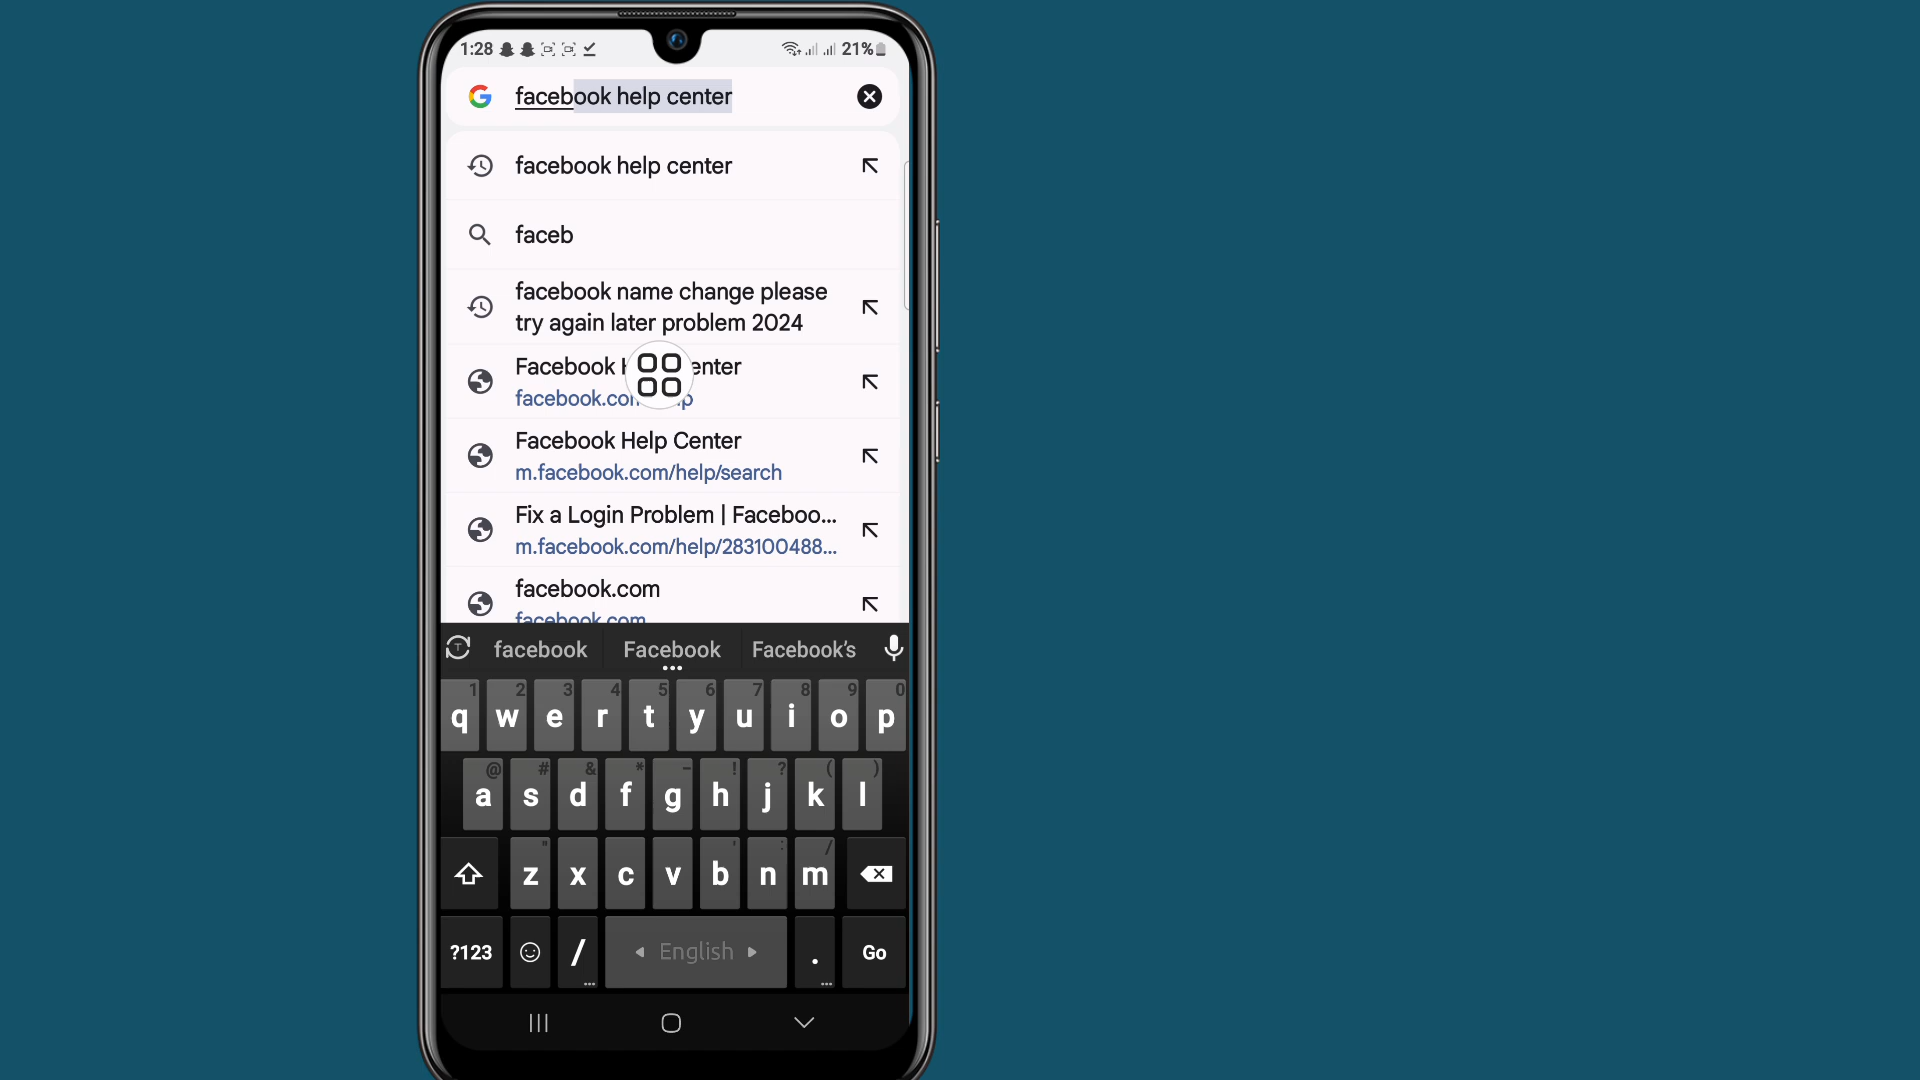 1:28 21%
facebook help center
facebook help center
faceb
facebook name change please
try again later problem 2024
Facebook enter
facebook.com
Facebook Help Center
m.facebook.com/help/search
Fix a Login Problem | Faceboo...
m.facebook.com/help/283100488...
facebook.com
facebook.com
facebook Facebook Facebook's
1 2 3 4 5 6 7 8 9 0
q w e r t y u i o p
@ # & * - ! ? ( )
a s d f g h j k l
" ' : /
z x c v b n m
?123 / English . Go